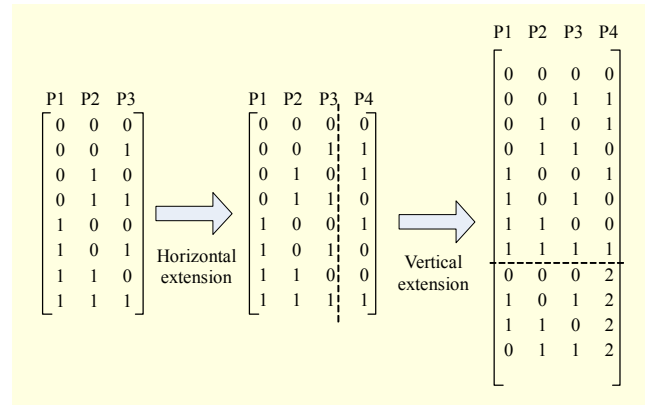 P1 P2 P3
0 0 0
0 0 1
0 1 0
0 1 1
1 0 0
1 0 1
1 1 0
1 1 1
Horizontal
extension
P1 P2 P3 P4
0 0 0 0
0 0 1 1
0 1 0 1
0 1 1 0
1 0 0 1
1 0 1 0
1 1 0 0
1 1 1 1
Vertical
extension
P1 P2 P3 P4
0 0 0 0
0 0 1 1
0 1 0 1
0 1 1 0
1 0 0 1
1 0 1 0
1 1 0 0
1 1 1 1
0 0 0 2
1 0 1 2
1 1 0 2
0 1 1 2